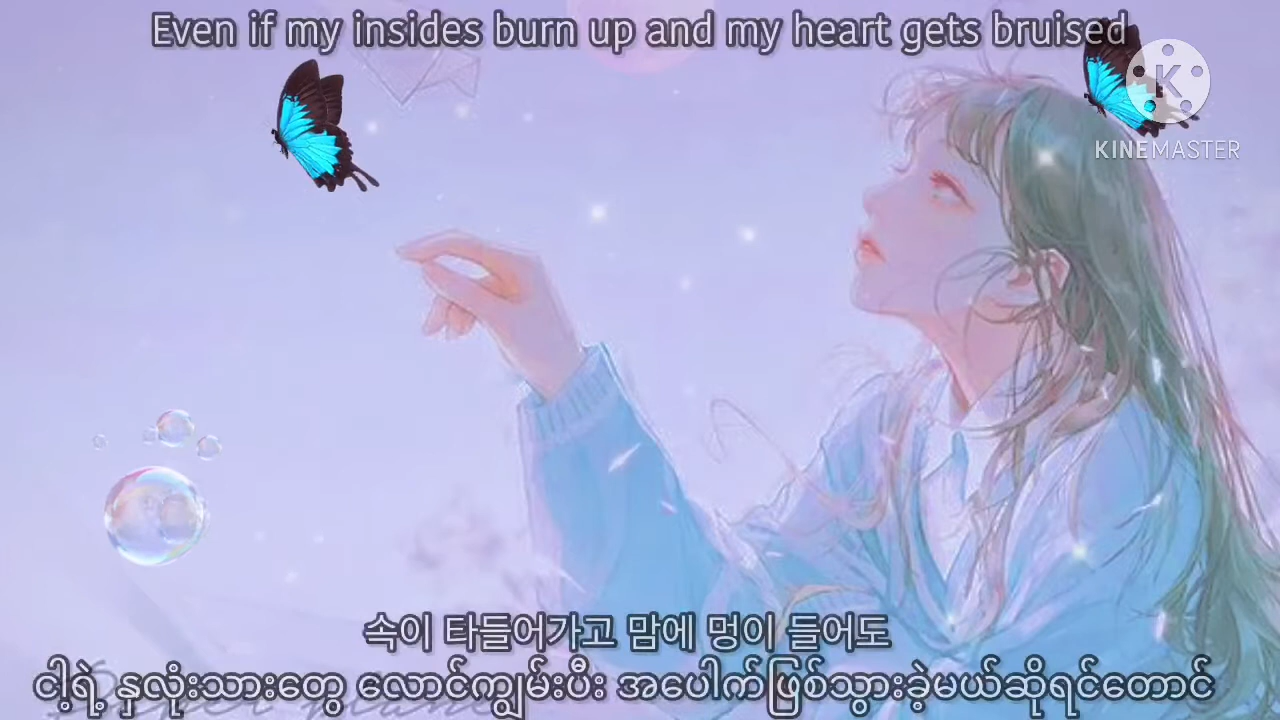 Even if my insides burn up and my heart gets bruised
K
KINEMASTER
속이 타들어가고 맘에 멍이 들어도
ငါ့ရဲ့ နှလုံးသားတွေ လောင်ကျွမ်းပီး အပေါက်ဖြစ်သွားခဲ့မယ်ဆိုရင်တောင်